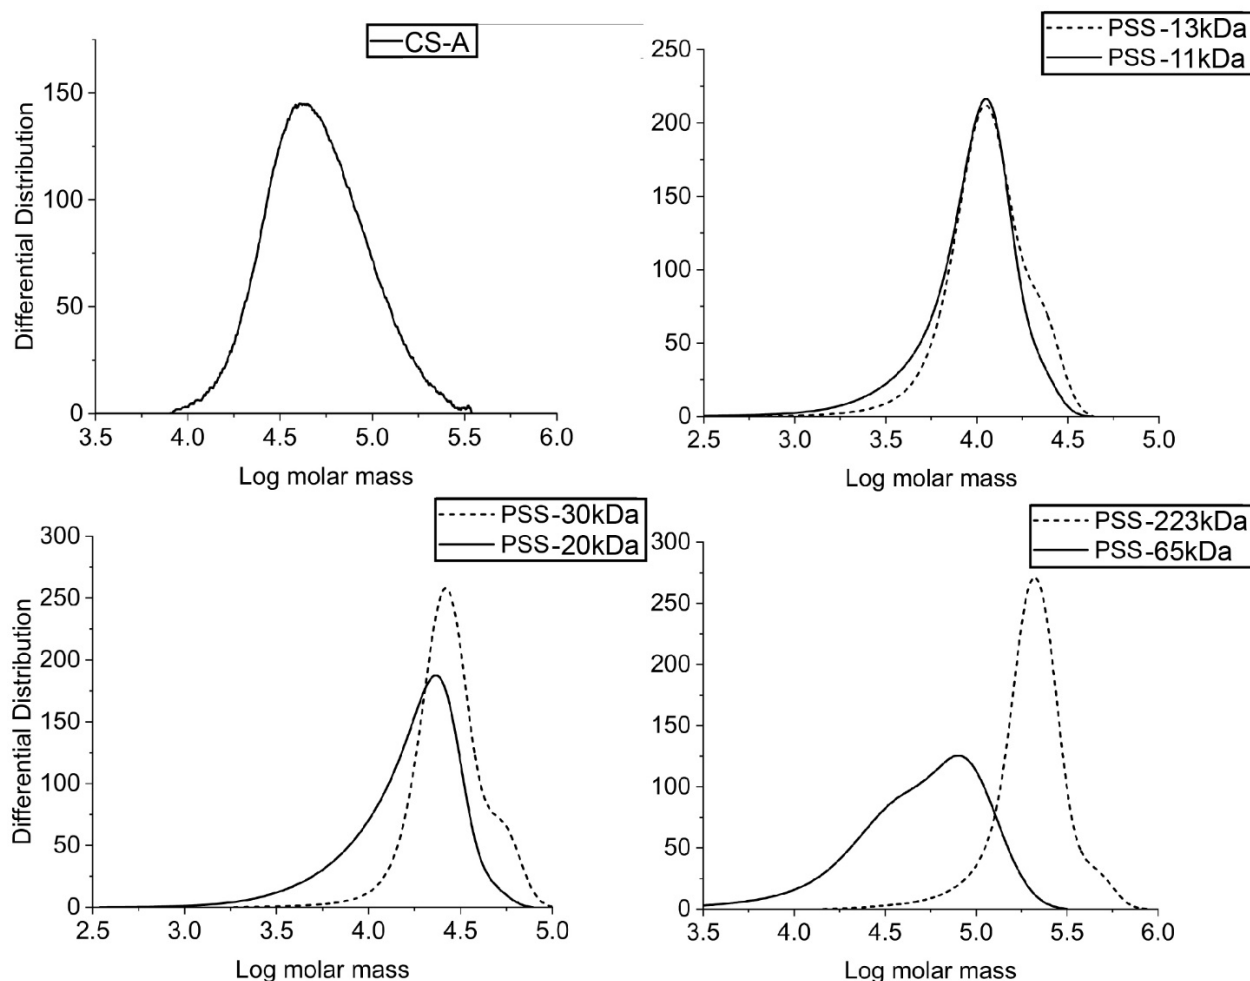 CS-A
Differential Distribution
150
100
50
0
3.5 4.0 4.5 5.0 5.5 6.0
Log molar mass
PSS-13kDa
PSS-11kDa
250
200
150
100
50
0
2.5 3.0 3.5 4.0 4.5 5.0
Log molar mass
PSS-30kDa
PSS-20kDa
Differential Distribution
300
250
200
150
100
50
0
2.5 3.0 3.5 4.0 4.5 5.0
Log molar mass
PSS-223kDa
PSS-65kDa
300
250
200
150
100
50
0
3.5 4.0 4.5 5.0 5.5 6.0
Log molar mass